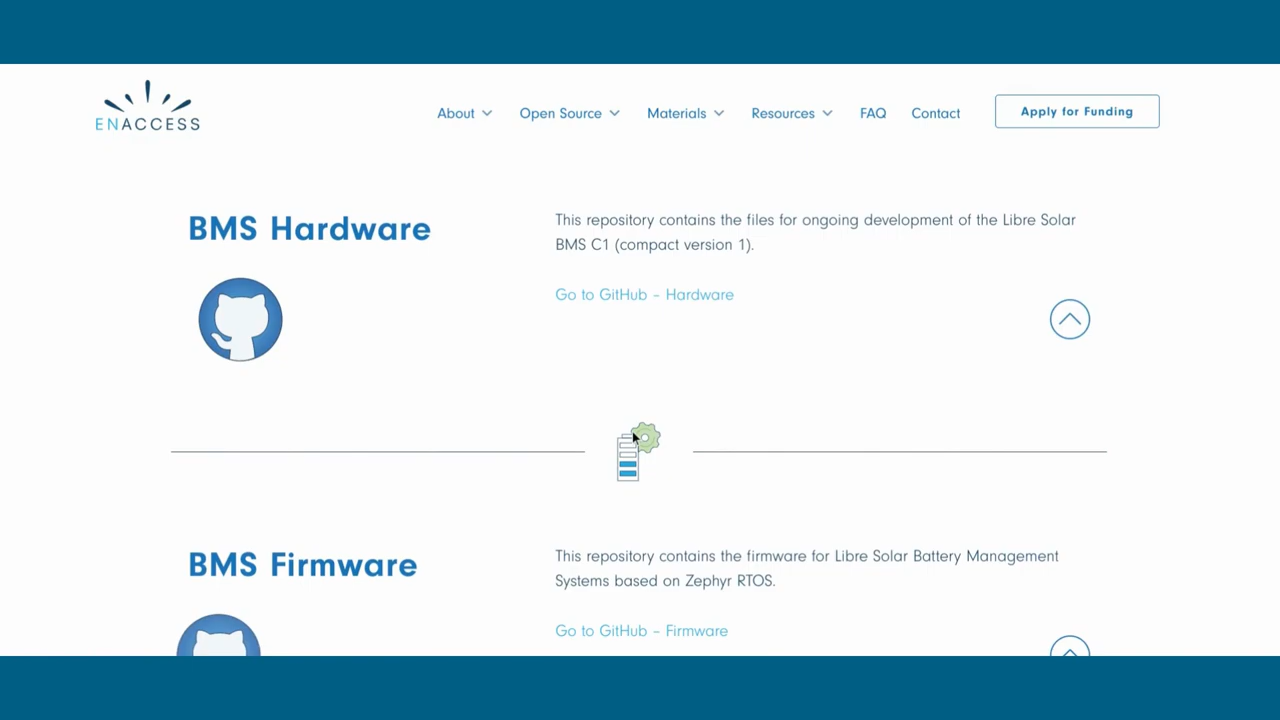 ENACCESS
About
Open Source
Materials
Resources
FAQ
Contact
Apply for Funding
BMS Hardware
This repository contains the files for ongoing development of the Libre Solar
BMS C1 (compact version 1).
Go to GitHub – Hardware
BMS Firmware
This repository contains the firmware for Libre Solar Battery Management
Systems based on Zephyr RTOS.
Go to GitHub – Firmware